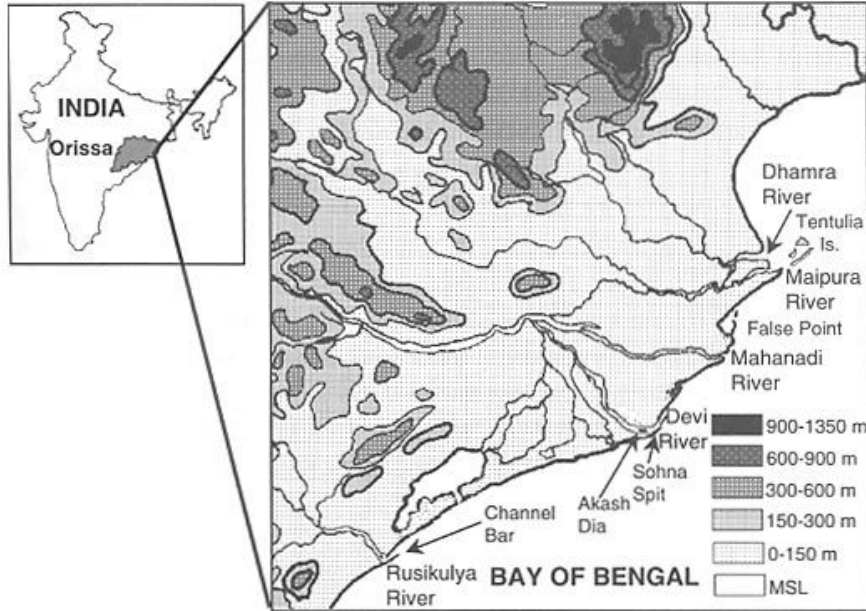 INDIA
Orissa
Dhamra
River
Tentulia
Is.
Maipura
River
False Point
Mahanadi
River
Devi
River
Sohna
Spit
Akash
Dia
Channel
Bar
Rusikulya
River
BAY OF BENGAL
900-1350 m
600-900 m
300-600 m
150-300 m
0-150 m
MSL